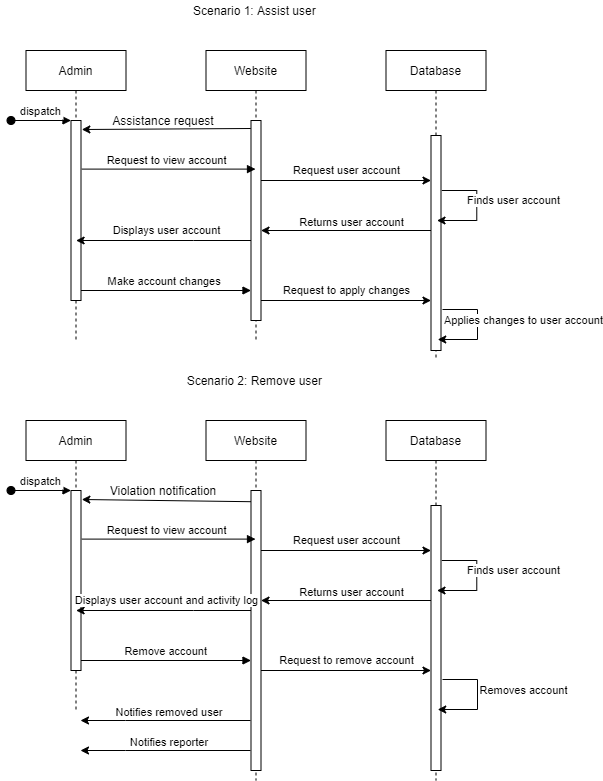 Scenario 1: Assist user
Admin
Website
Database
dispatch
Assistance request
Request to view account
Request user account
Finds user account
Returns user account
Displays user account
Make account changes
Request to apply changes
Applies changes to user account
Scenario 2: Remove user
Admin
Website
Database
dispatch
Violation notification
Request to view account
Request user account
Finds user account
Returns user account
Displays user account and activity log
Remove account
Request to remove account
Removes account
Notifies removed user
Notifies reporter